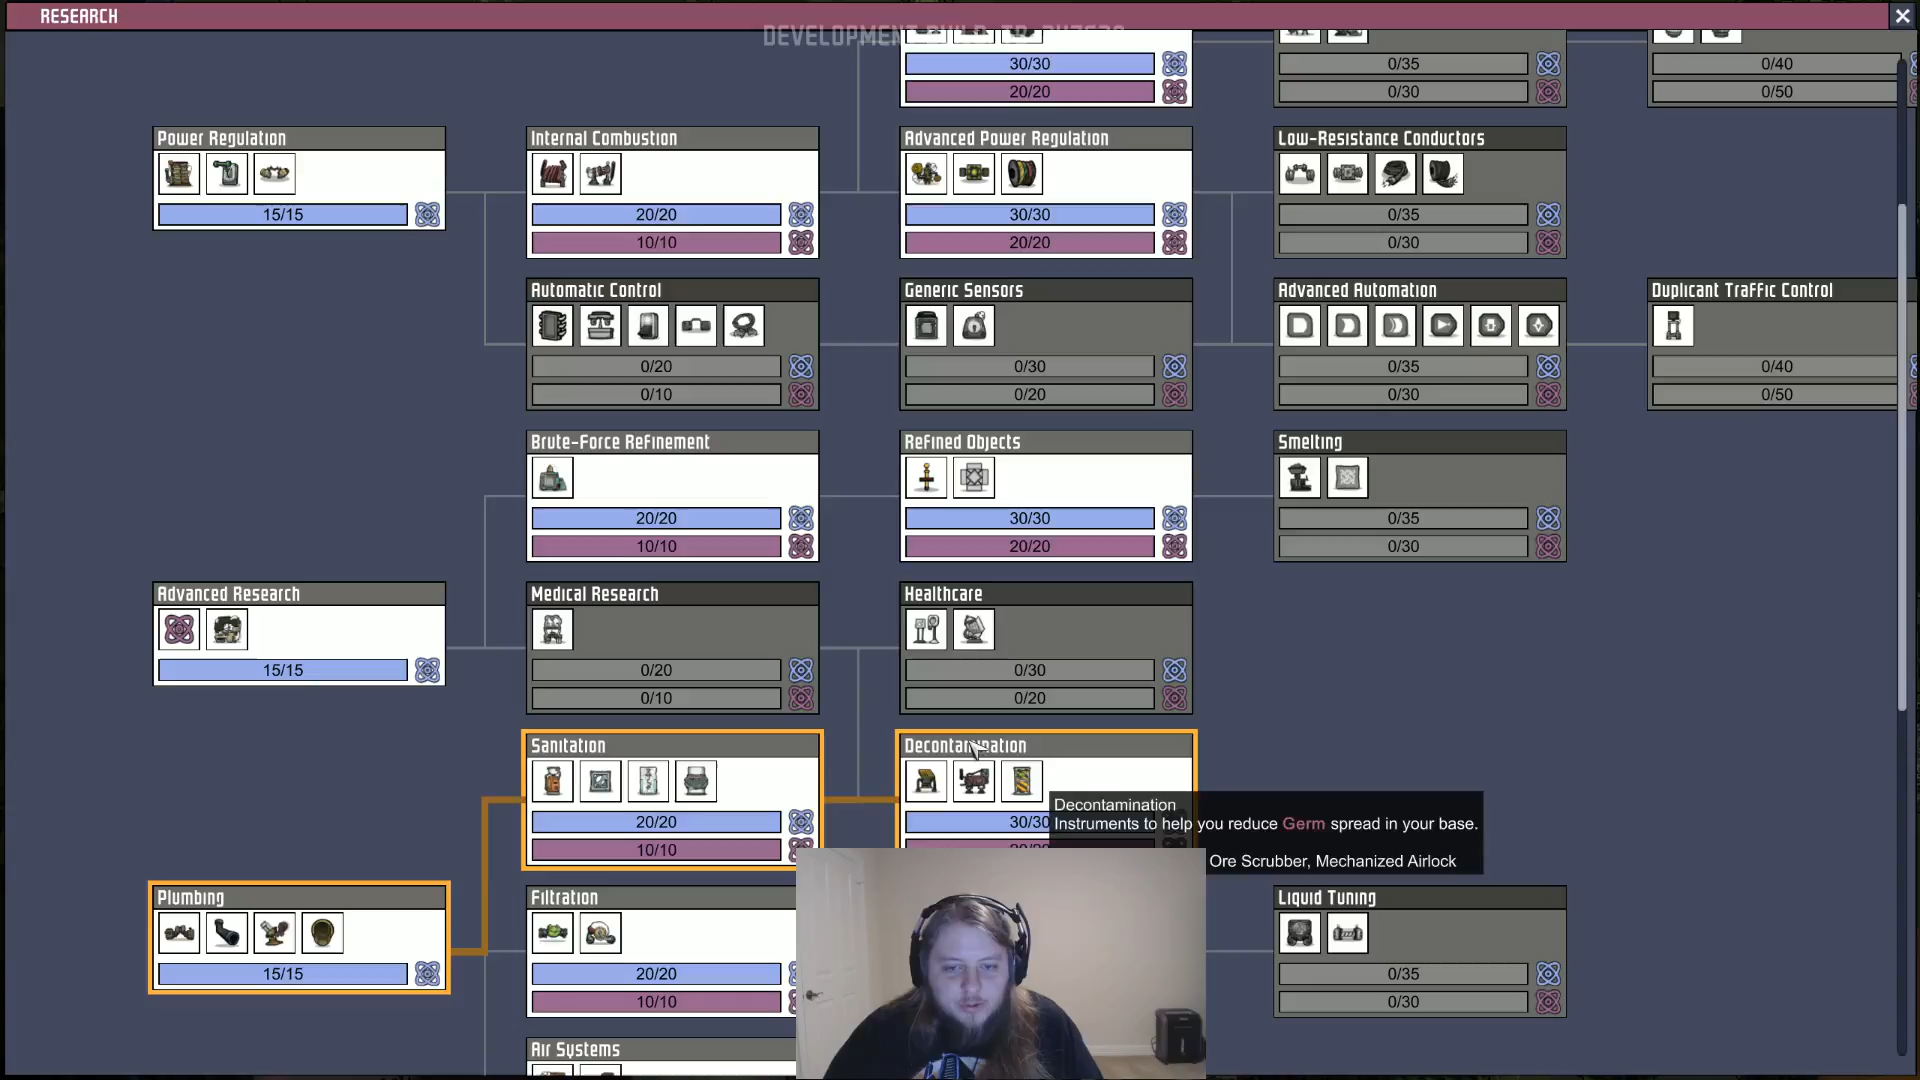 RESEARCH
30/30
0/35
0/40
20/20
0/30
0/50
Power Regulation
Internal Combustion
Advanced Power Regulation
Low-Resistance Conductors
15/15
20/20
30/30
0/35
10/10
20/20
0/30
Automatic Control
Generic Sensors
Advanced Automation
Duplicant Traffic Control
0/20
0/30
0/35
0/40
0/10
0/20
0/30
0/50
Brute-Force Refinement
Refined Objects
Smelting
20/20
30/30
0/35
10/10
20/20
0/30
Advanced Research
Medical Research
Healthcare
15/15
0/20
0/30
0/10
0/20
Sanitation
Decontamination
20/20
30/30
10/10
Decontamination
Instruments to help you reduce Germ spread in your base.
Ore Scrubber, Mechanized Airlock
Plumbing
Filtration
Liquid Tuning
15/15
20/20
0/35
10/10
0/30
Air Systems